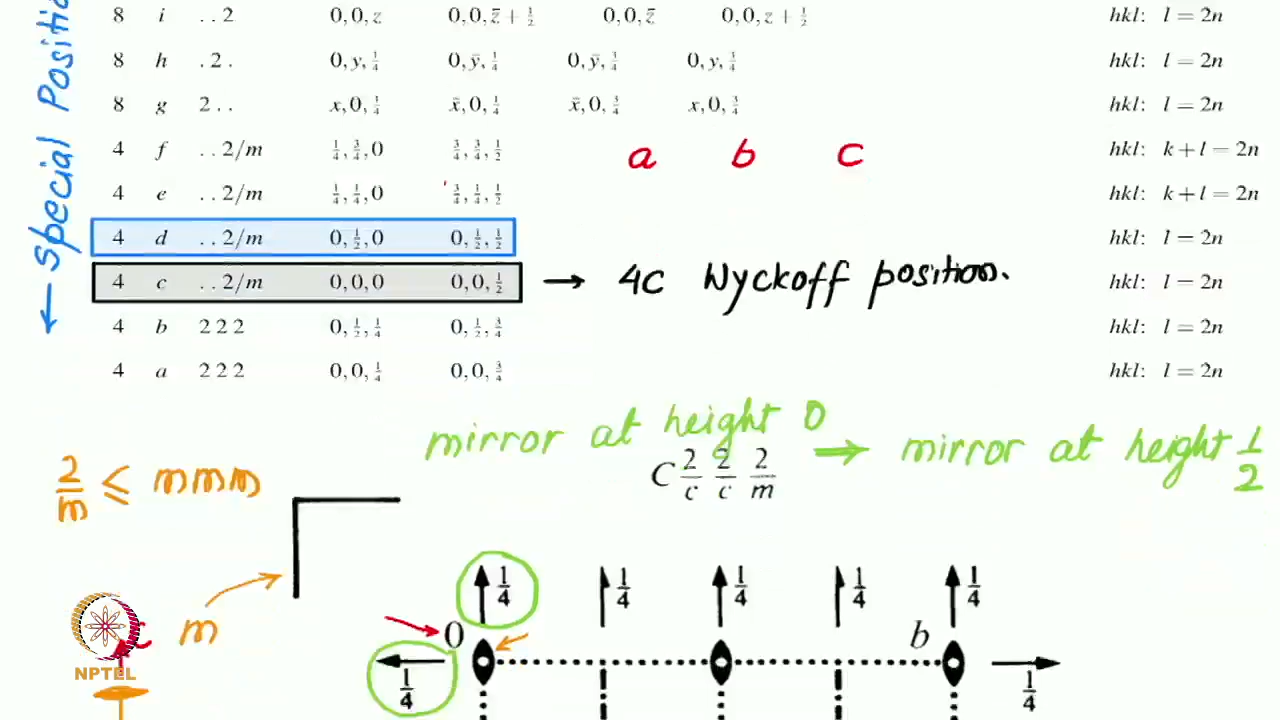 ← Special Positio
8 i ..2 0,0,z 0,0,z̄+½ 0,0,z̄ 0,0,z+½ hkl: l = 2n
8 h .2. 0,y,¼ 0,ȳ,¼ 0,ȳ,¼ 0,y,¼ hkl: l = 2n
8 g 2.. x,0,¼ x̄,0,¼ x̄,0,¾ x,0,¾ hkl: l = 2n
4 f ..2/m ¼,¾,0 ¾,¾,½ hkl: k+l = 2n
a b c
4 e ..2/m ¼,¼,0 ¾,¼,½ hkl: k+l = 2n
4 d ..2/m 0,½,0 0,½,½ hkl: l = 2n
4 c ..2/m 0,0,0 0,0,½ → 4c Wyckoff position. hkl: l = 2n
4 b 222 0,½,¼ 0,½,¾ hkl: l = 2n
4 a 222 0,0,¼ 0,0,¾ hkl: l = 2n
mirror at height 0 ⇒ mirror at height 1/2
2/m ≤ mmm
C 2/c 2/c 2/m
1/4 1/4 1/4 1/4 1/4
m
0 b
1/4 1/4
NPTEL